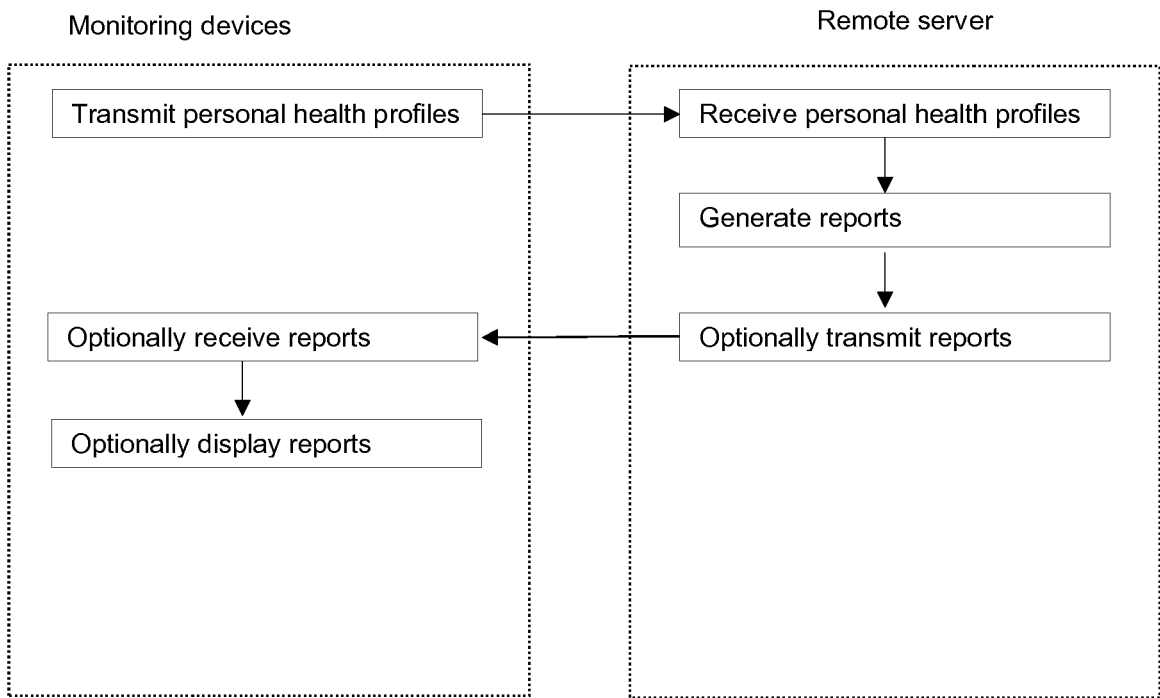 Monitoring devices
Remote server
Transmit personal health profiles
Receive personal health profiles
Generate reports
Optionally receive reports
Optionally transmit reports
Optionally display reports